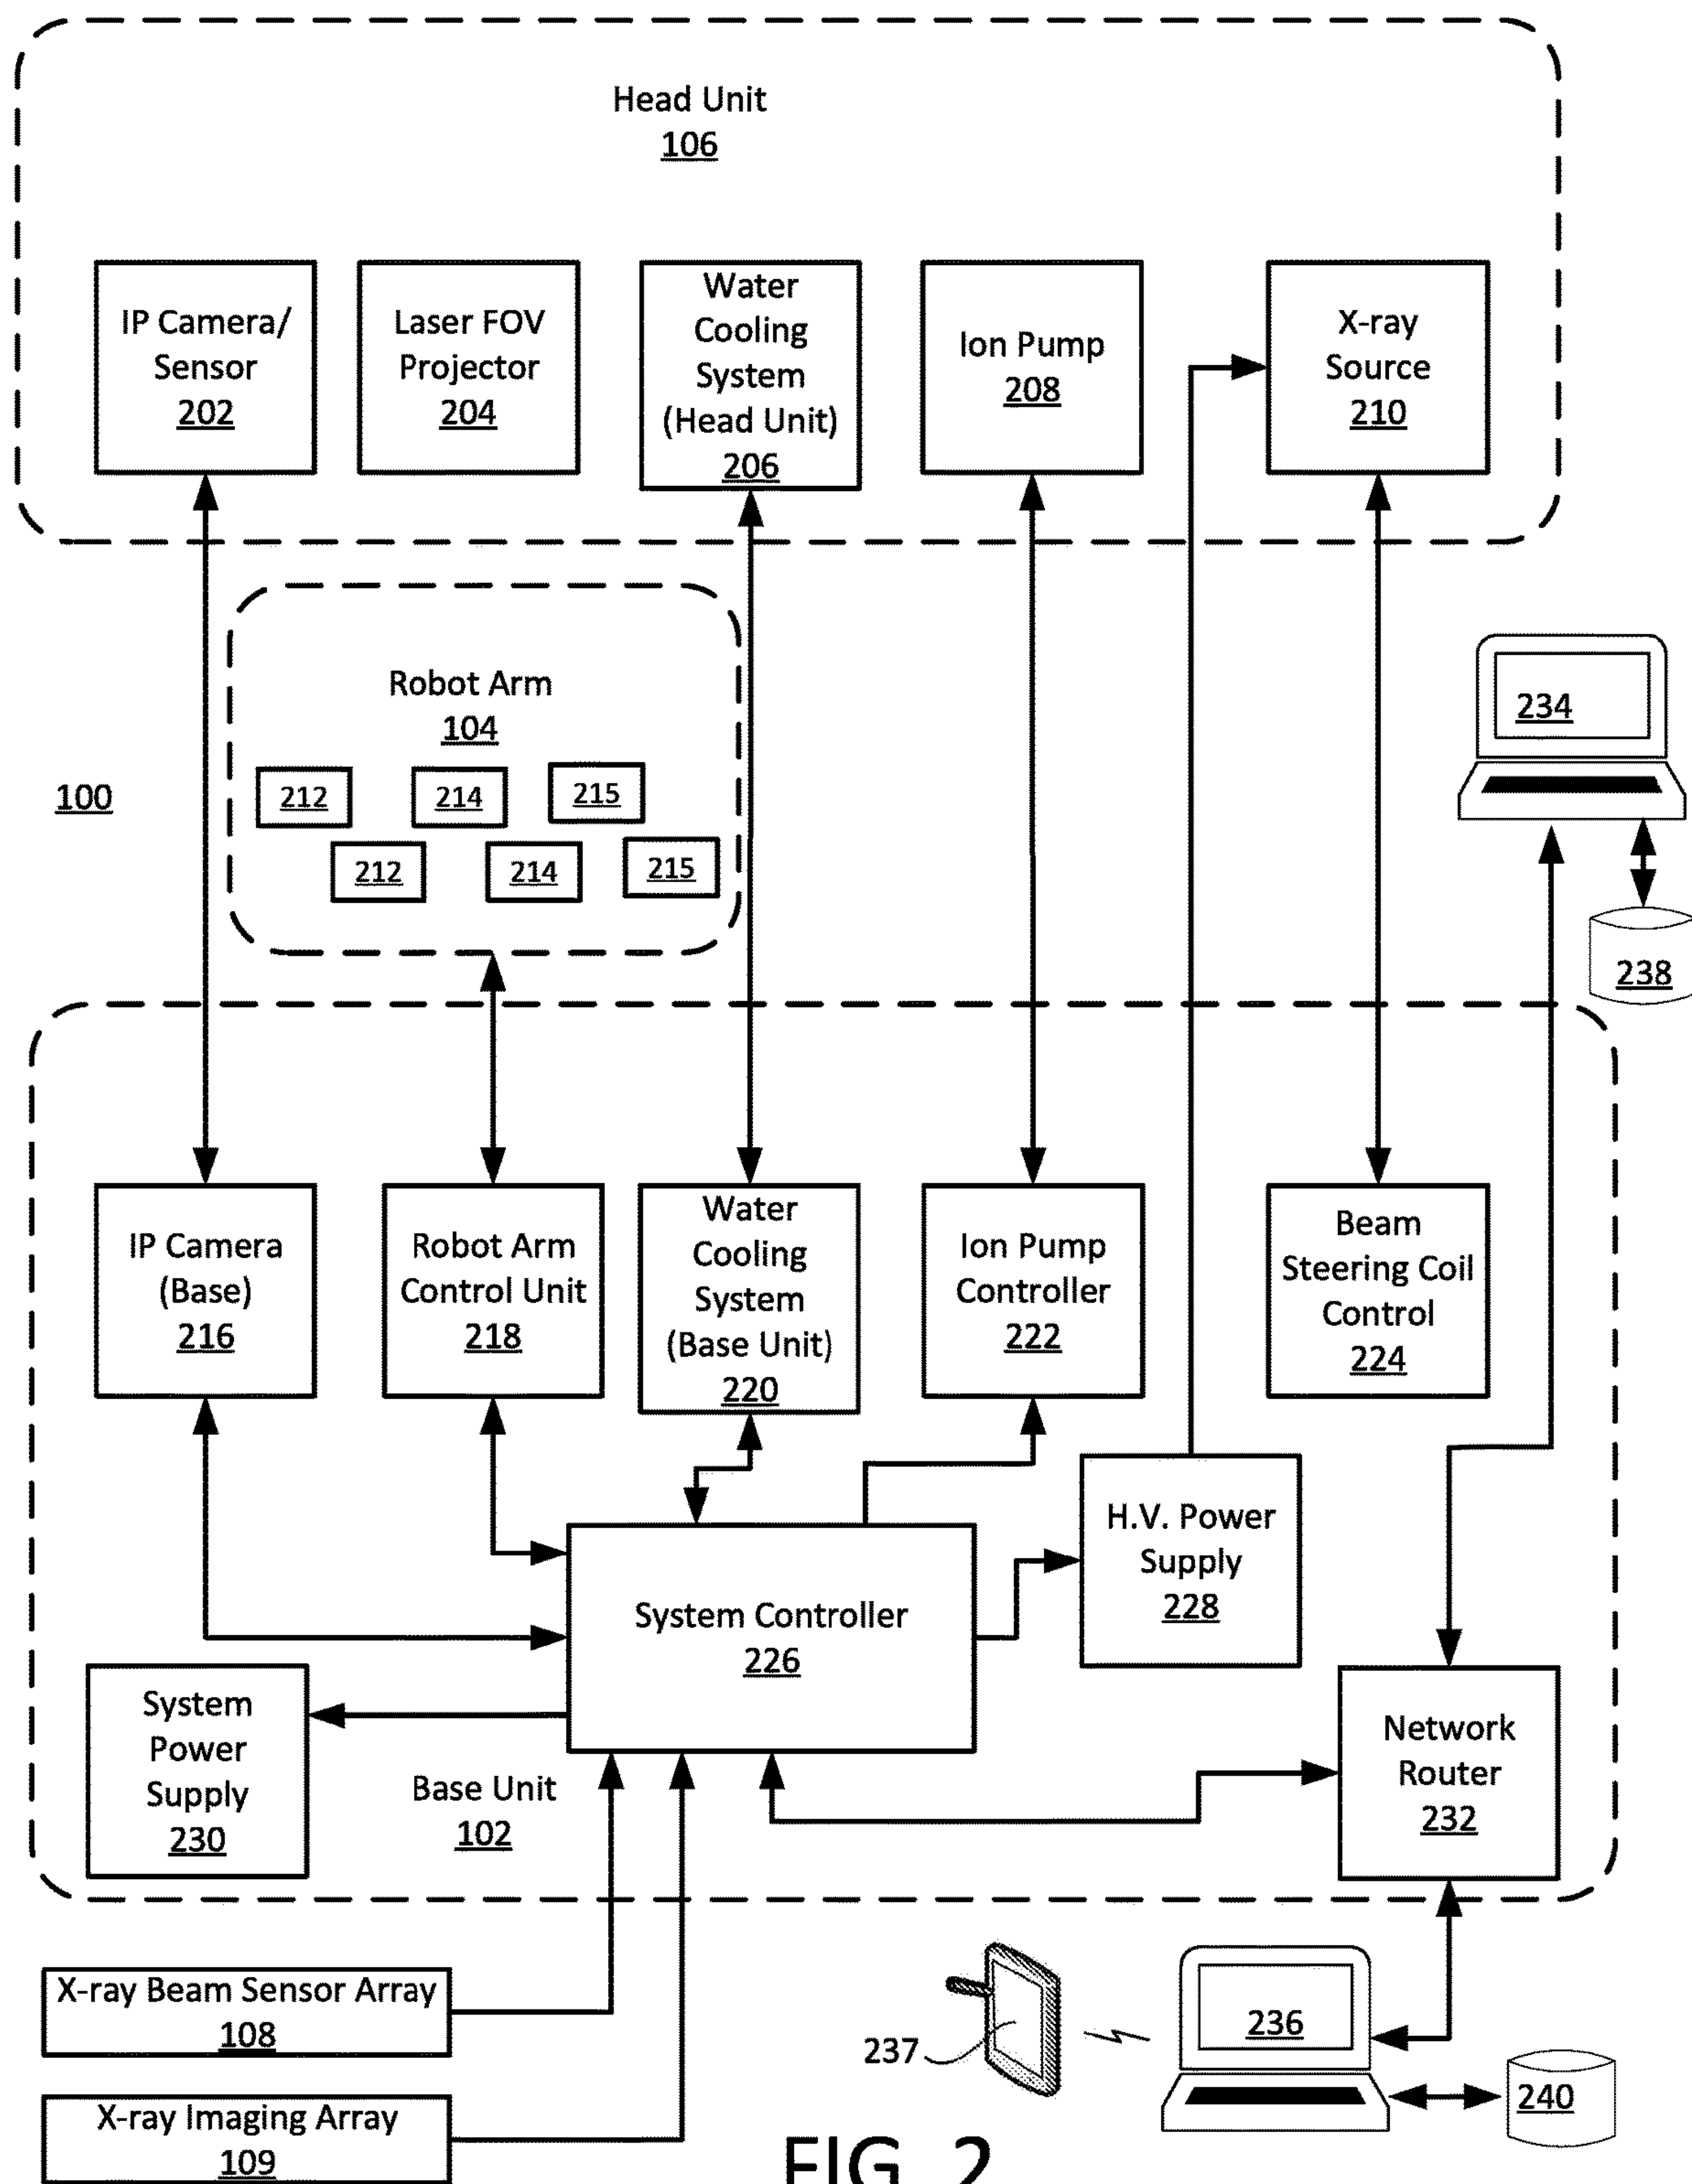 Head Unit
106
IP Camera/
Sensor
202
Laser FOV
Projector
204
Water
Cooling
System
(Head Unit)
206
Ion Pump
208
X-ray
Source
210
Robot Arm
104
212
214
215
212
214
215
100
234
238
IP Camera
(Base)
216
Robot Arm
Control Unit
218
Water
Cooling
System
(Base Unit)
220
Ion Pump
Controller
222
Beam
Steering Coil
Control
224
H.V. Power
Supply
228
System Controller
226
System
Power
Supply
230
Base Unit
102
Network
Router
232
X-ray Beam Sensor Array
108
X-ray Imaging Array
109
237
236
240
FIG. 2